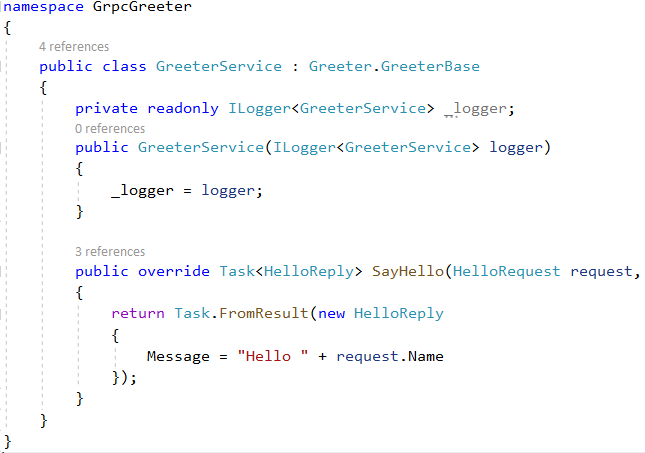 namespace GrpcGreeter
{
4 references
public class GreeterService : Greeter.GreeterBase
{
private readonly ILogger<GreeterService> _logger;
0 references
public GreeterService(ILogger<GreeterService> logger)
{
_logger = logger;
}
3 references
public override Task<HelloReply> SayHello(HelloRequest request,
{
return Task.FromResult(new HelloReply
{
Message = "Hello " + request.Name
});
}
}
}